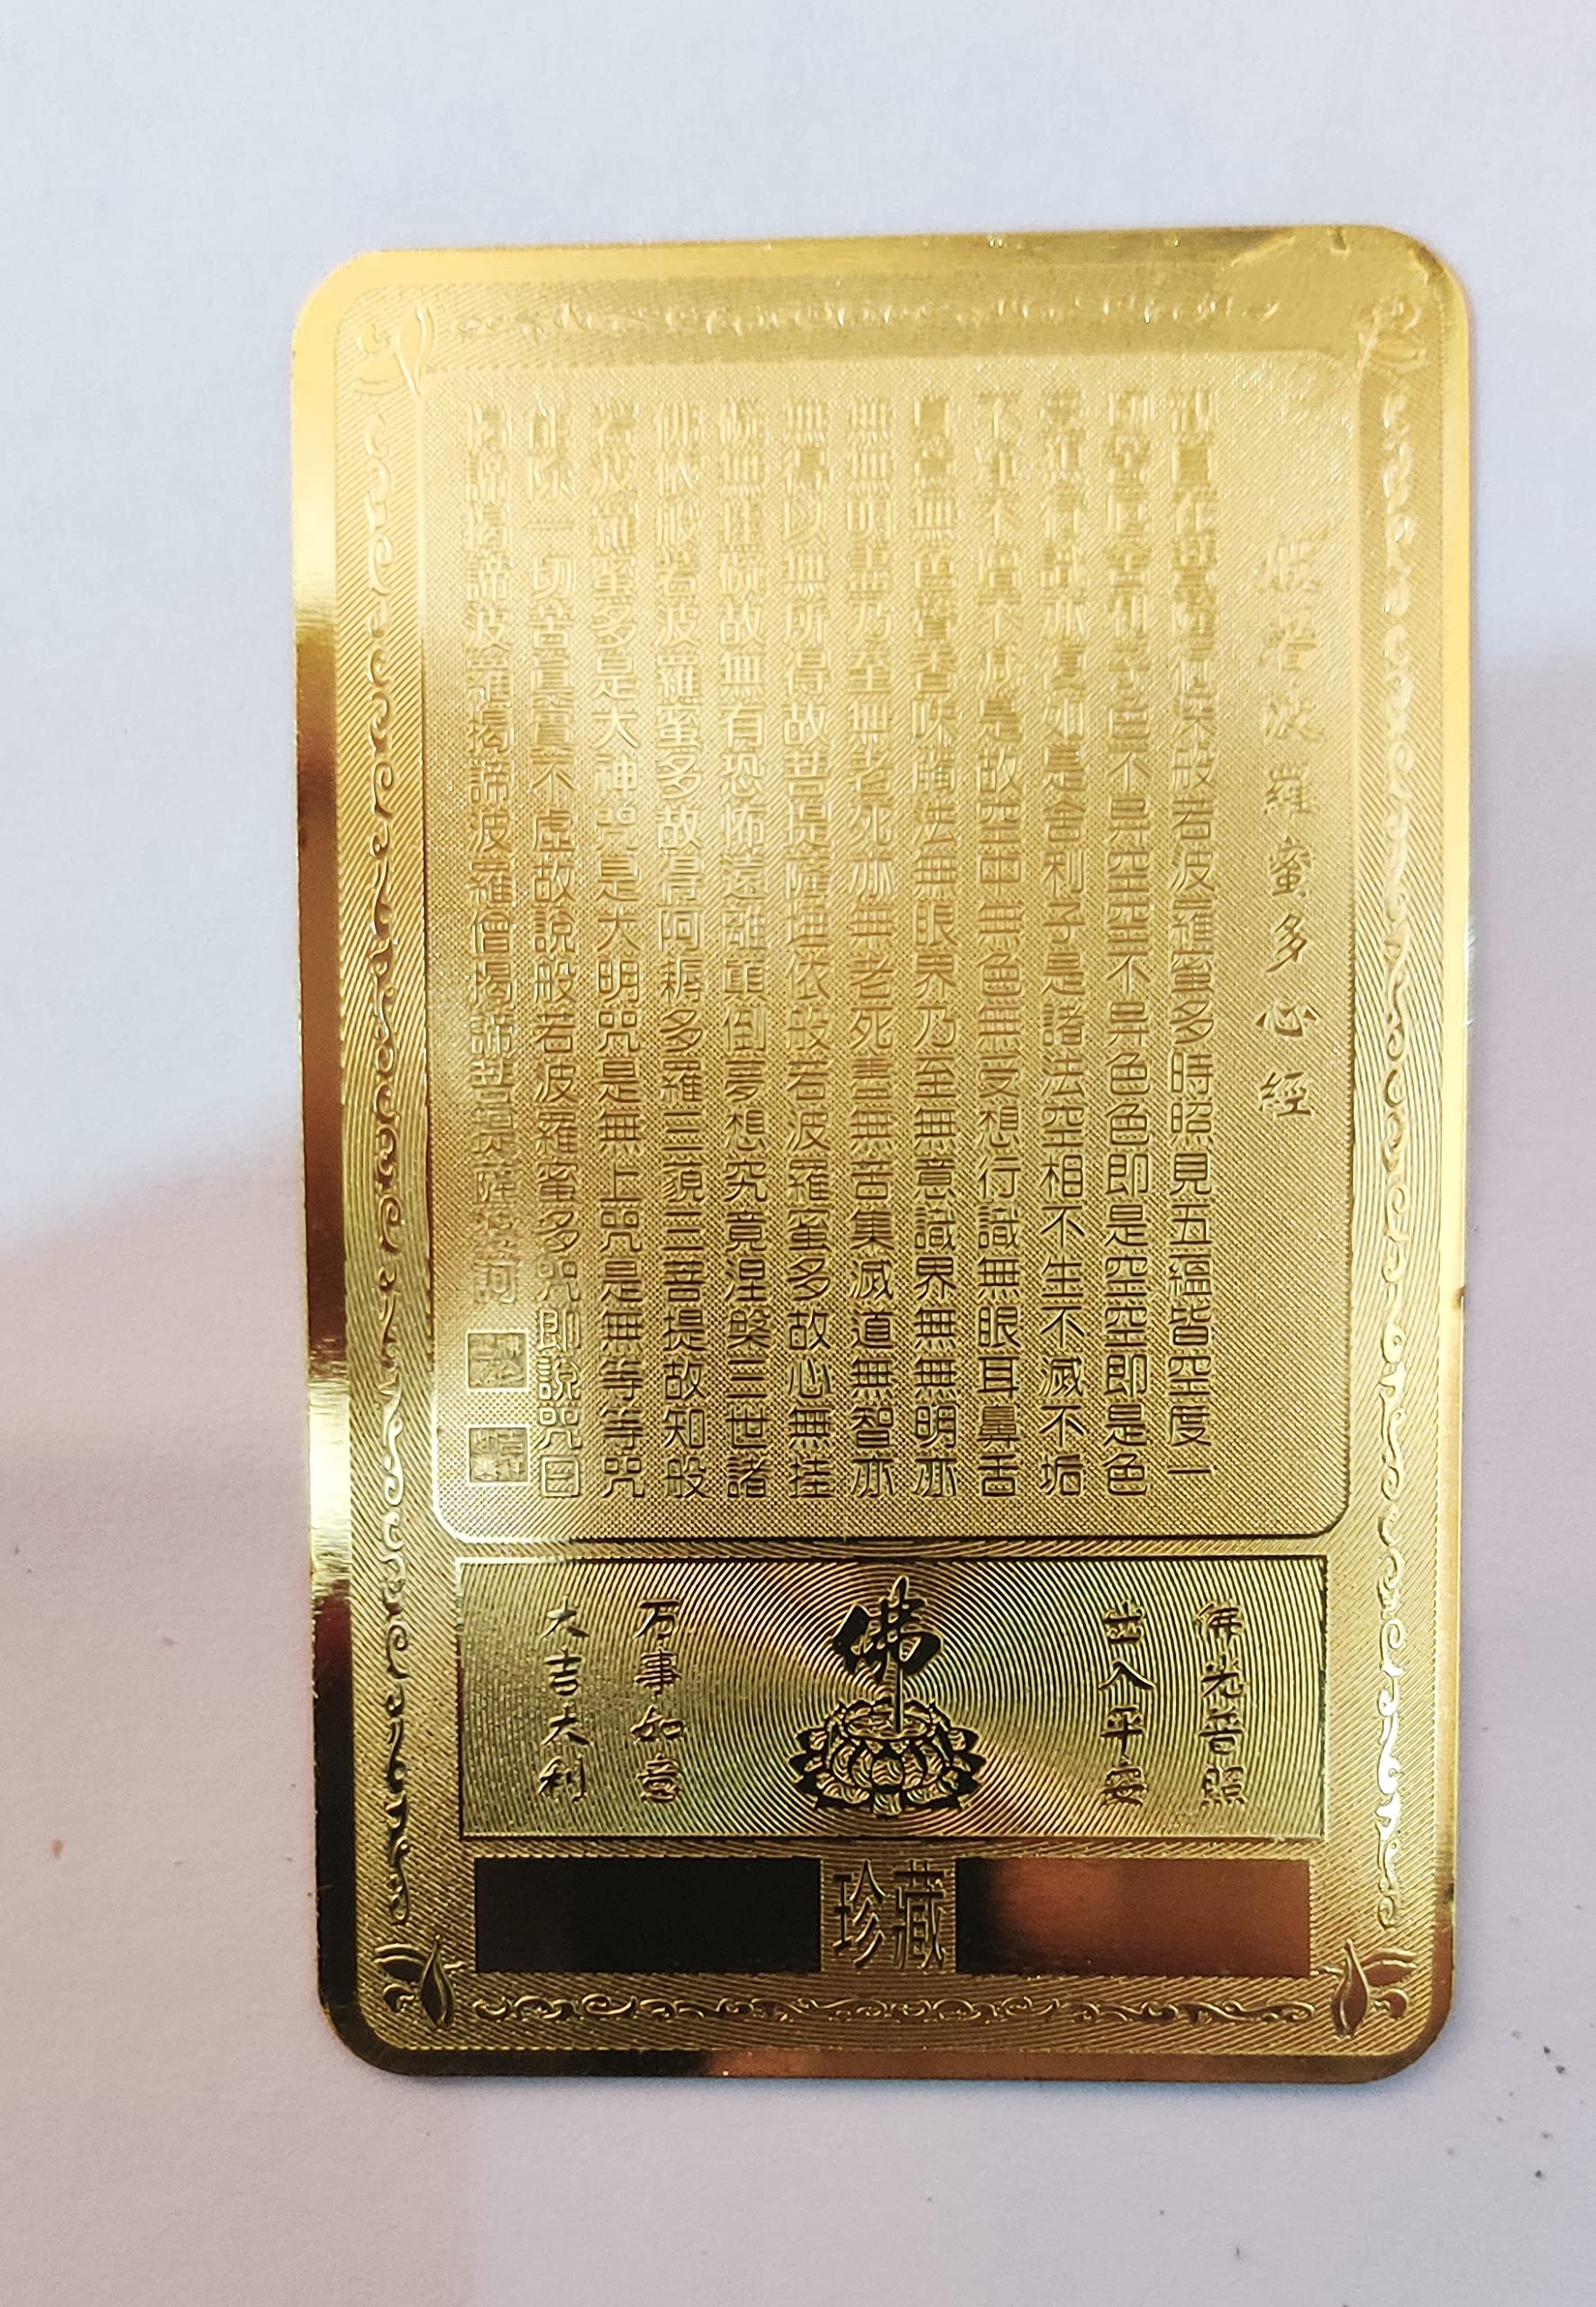 般若波羅蜜多心經
觀自在菩薩行深般若波羅蜜多時照見五蘊皆空度一
切苦厄舍利子色不异空空不异色色即是空空即是色
受想行識亦復如是舍利子是諸法空相不生不滅不垢
不淨不增不減是故空中無色無受想行識無眼耳鼻舌
身意無色聲香味觸法無眼界乃至無意識界無無明亦
無無明盡乃至無老死亦無老死盡無苦集滅道無智亦
無得以無所得故菩提薩埵依般若波羅蜜多故心無挂
礙無挂礙故無有恐怖遠離顛倒夢想究竟涅槃三世諸
佛依般若波羅蜜多故得阿耨多羅三藐三菩提故知般
若波羅蜜多是大神咒是大明咒是無上咒是無等等咒
能除一切苦真實不虛故說般若波羅蜜多咒即說咒曰
揭諦揭諦波羅揭諦波羅僧揭諦菩提薩婆訶
佛光普照
出入平安
佛
万事如意
大吉大利
珍藏